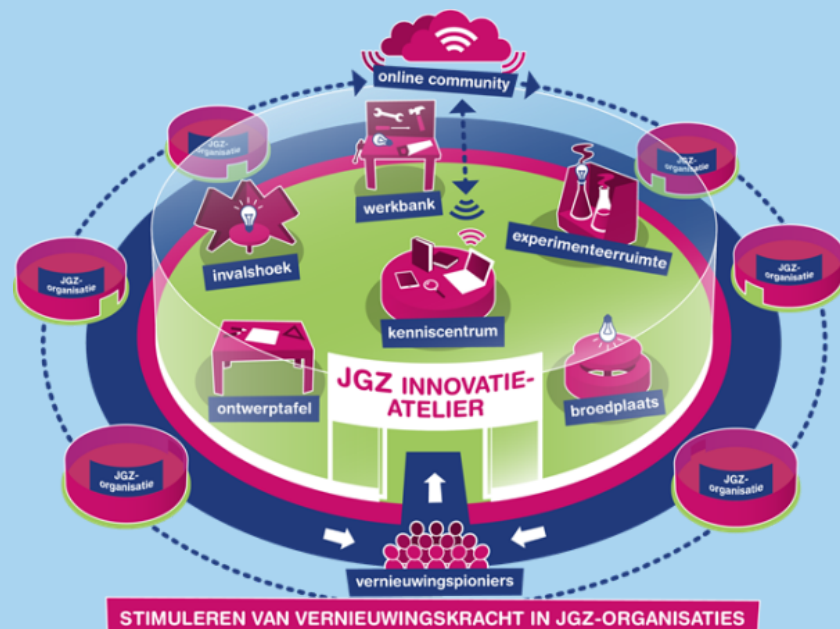 online community
JGZ-
organisatie
werkbank
JGZ-
organisatie
invalshoek
experimenteerruimte
JGZ-
organisatie
kenniscentrum
JGZ-
organisatie
ontwerptafel
JGZ INNOVATIE-
ATELIER
broedplaats
JGZ-
organisatie
JGZ-
organisatie
vernieuwingspioniers
STIMULEREN VAN VERNIEUWINGSKRACHT IN JGZ-ORGANISATIES